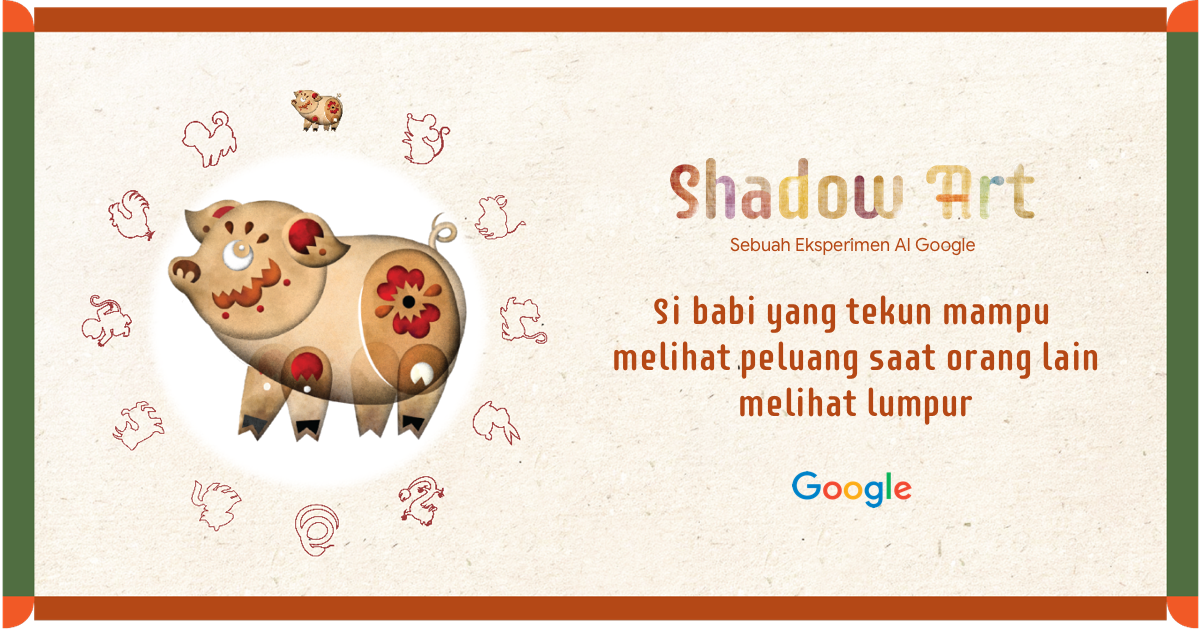 Shadow Art
Sebuah Eksperimen AI Google
Si babi yang tekun mampu
melihat peluang saat orang lain
melihat lumpur
Google